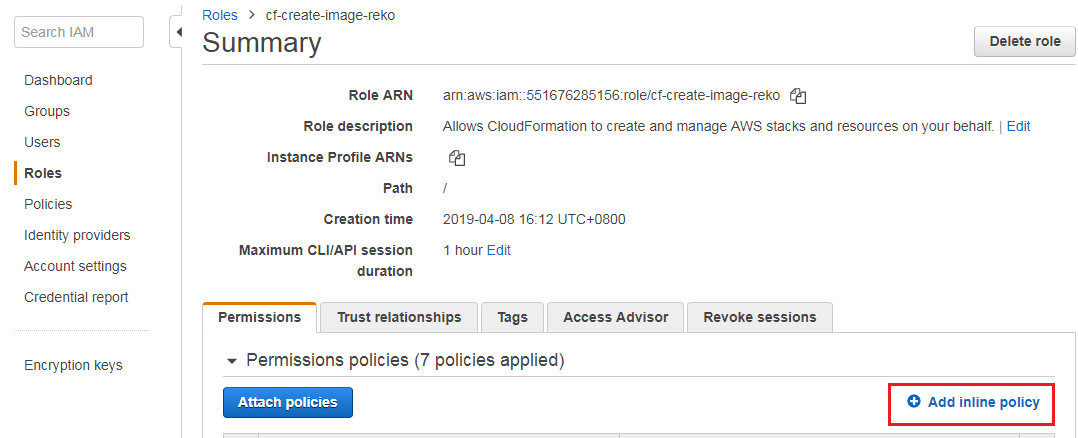 Search IAM
Dashboard
Groups
Users
Roles
Policies
Identity providers
Account settings
Credential report
Encryption keys
Roles > cf-create-image-reko
Summary
Delete role
Role ARN arn:aws:iam::551676285156:role/cf-create-image-reko
Role description Allows CloudFormation to create and manage AWS stacks and resources on your behalf. | Edit
Instance Profile ARNs
Path /
Creation time 2019-04-08 16:12 UTC+0800
Maximum CLI/API session 1 hour Edit
duration
Permissions Trust relationships Tags Access Advisor Revoke sessions
Permissions policies (7 policies applied)
Attach policies Add inline policy